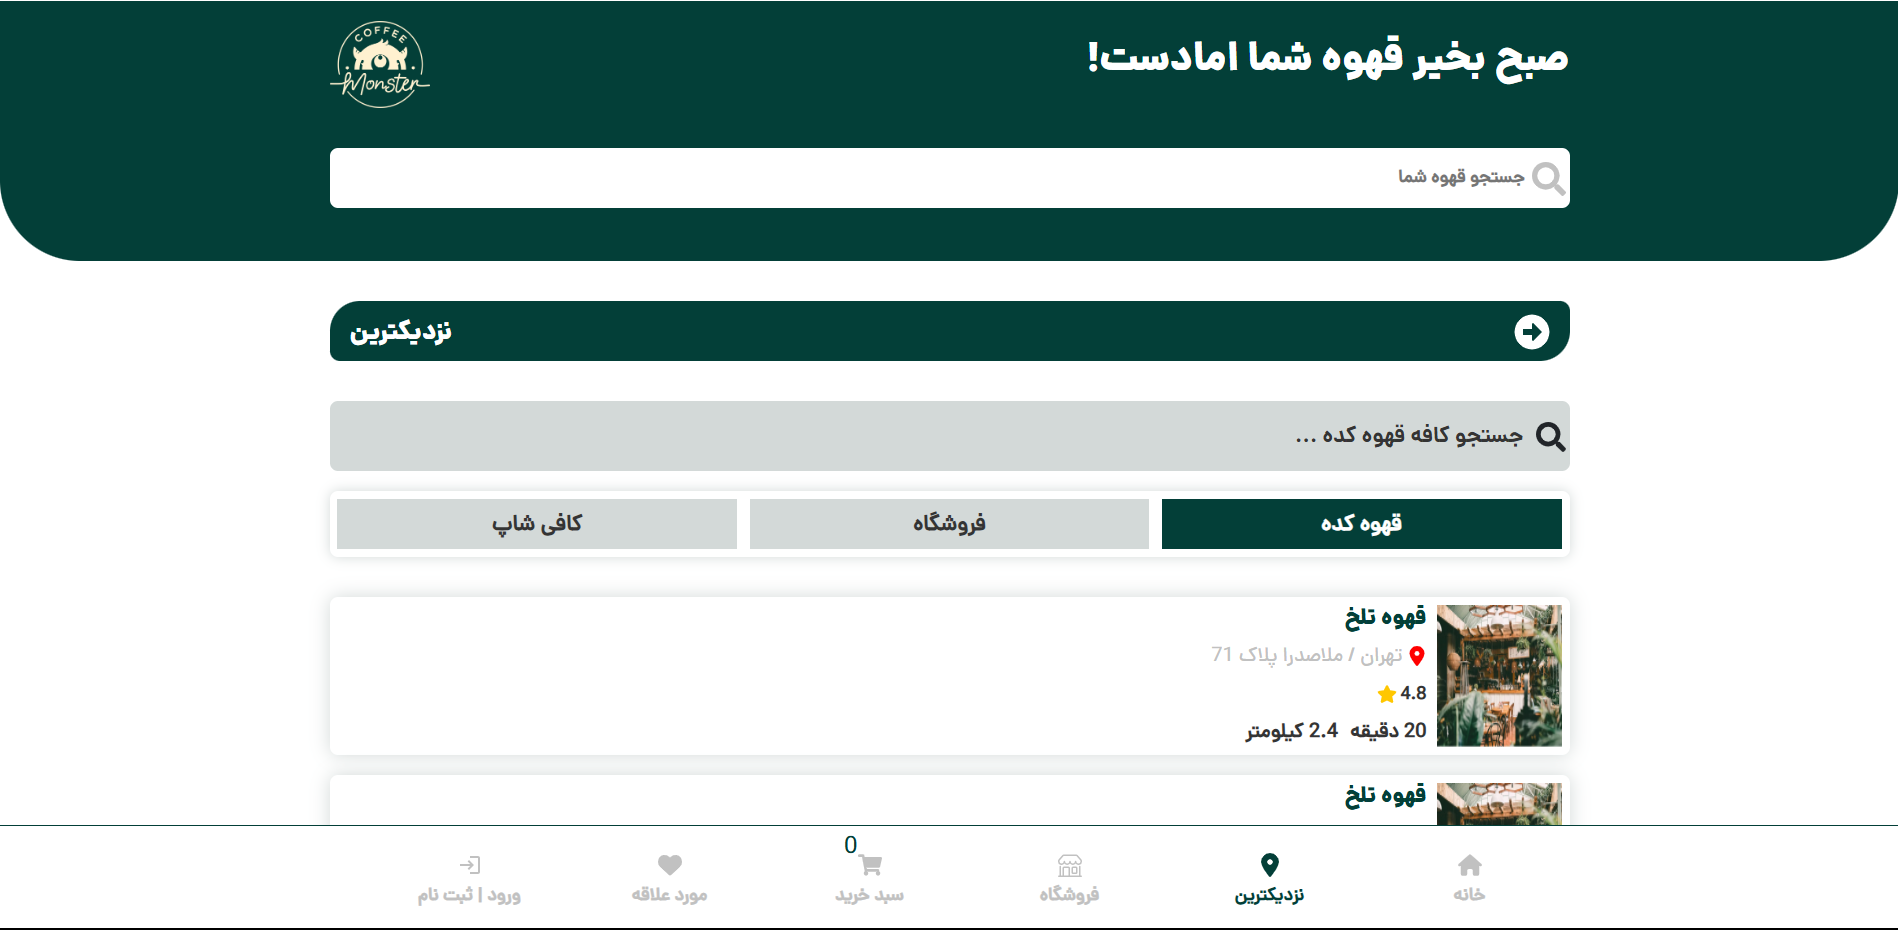 صبح بخیر قهوه شما امادست!
COFFEE
Monster
جستجو قهوه شما
نزدیکترین
جستجو کافه قهوه کده ...
قهوه کده
فروشگاه
کافی شاپ
قهوه تلخ
تهران / ملاصدرا پلاک 71
4.8
20 دقیقه 2.4 کیلومتر
قهوه تلخ
خانه
نزدیکترین
فروشگاه
0
سبد خرید
مورد علاقه
ورود | ثبت نام